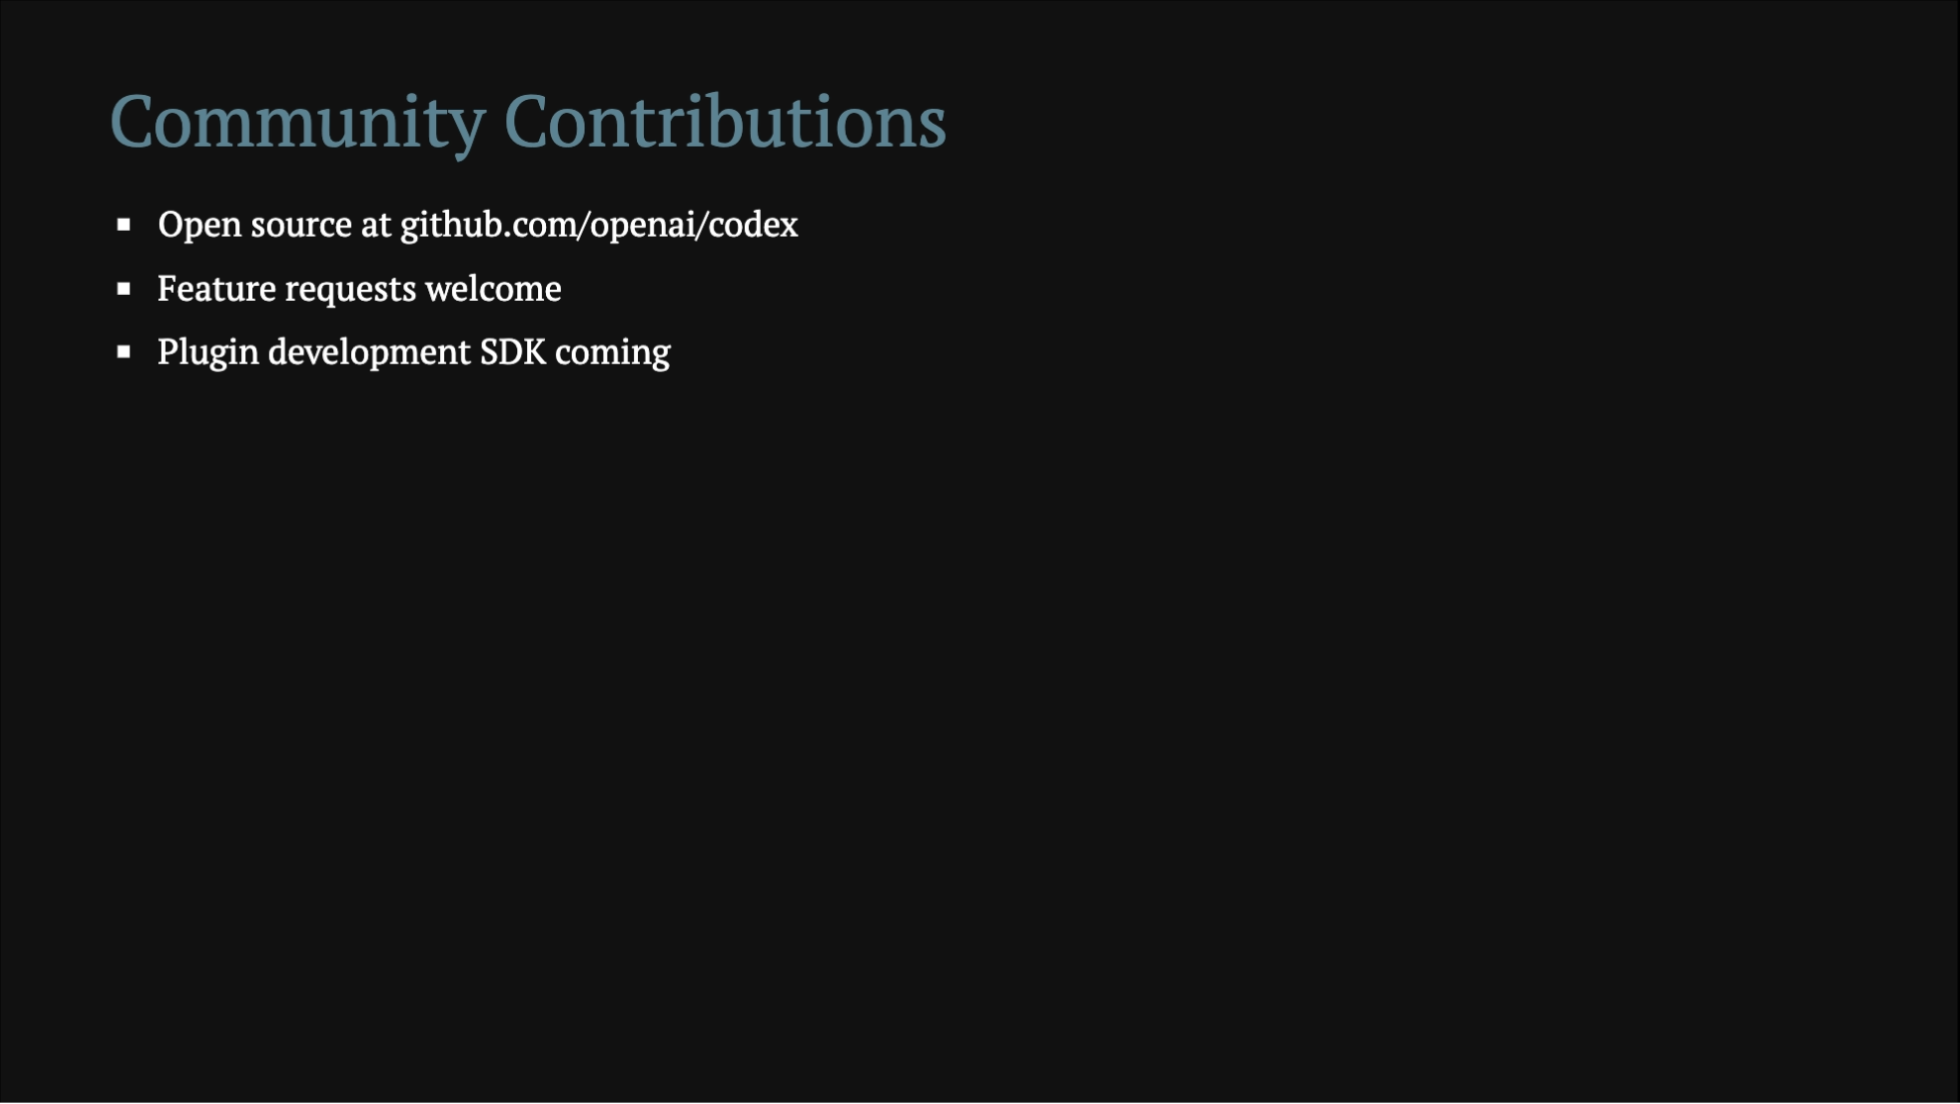 Community Contributions
▪ Open source at github.com/openai/codex
▪ Feature requests welcome
▪ Plugin development SDK coming